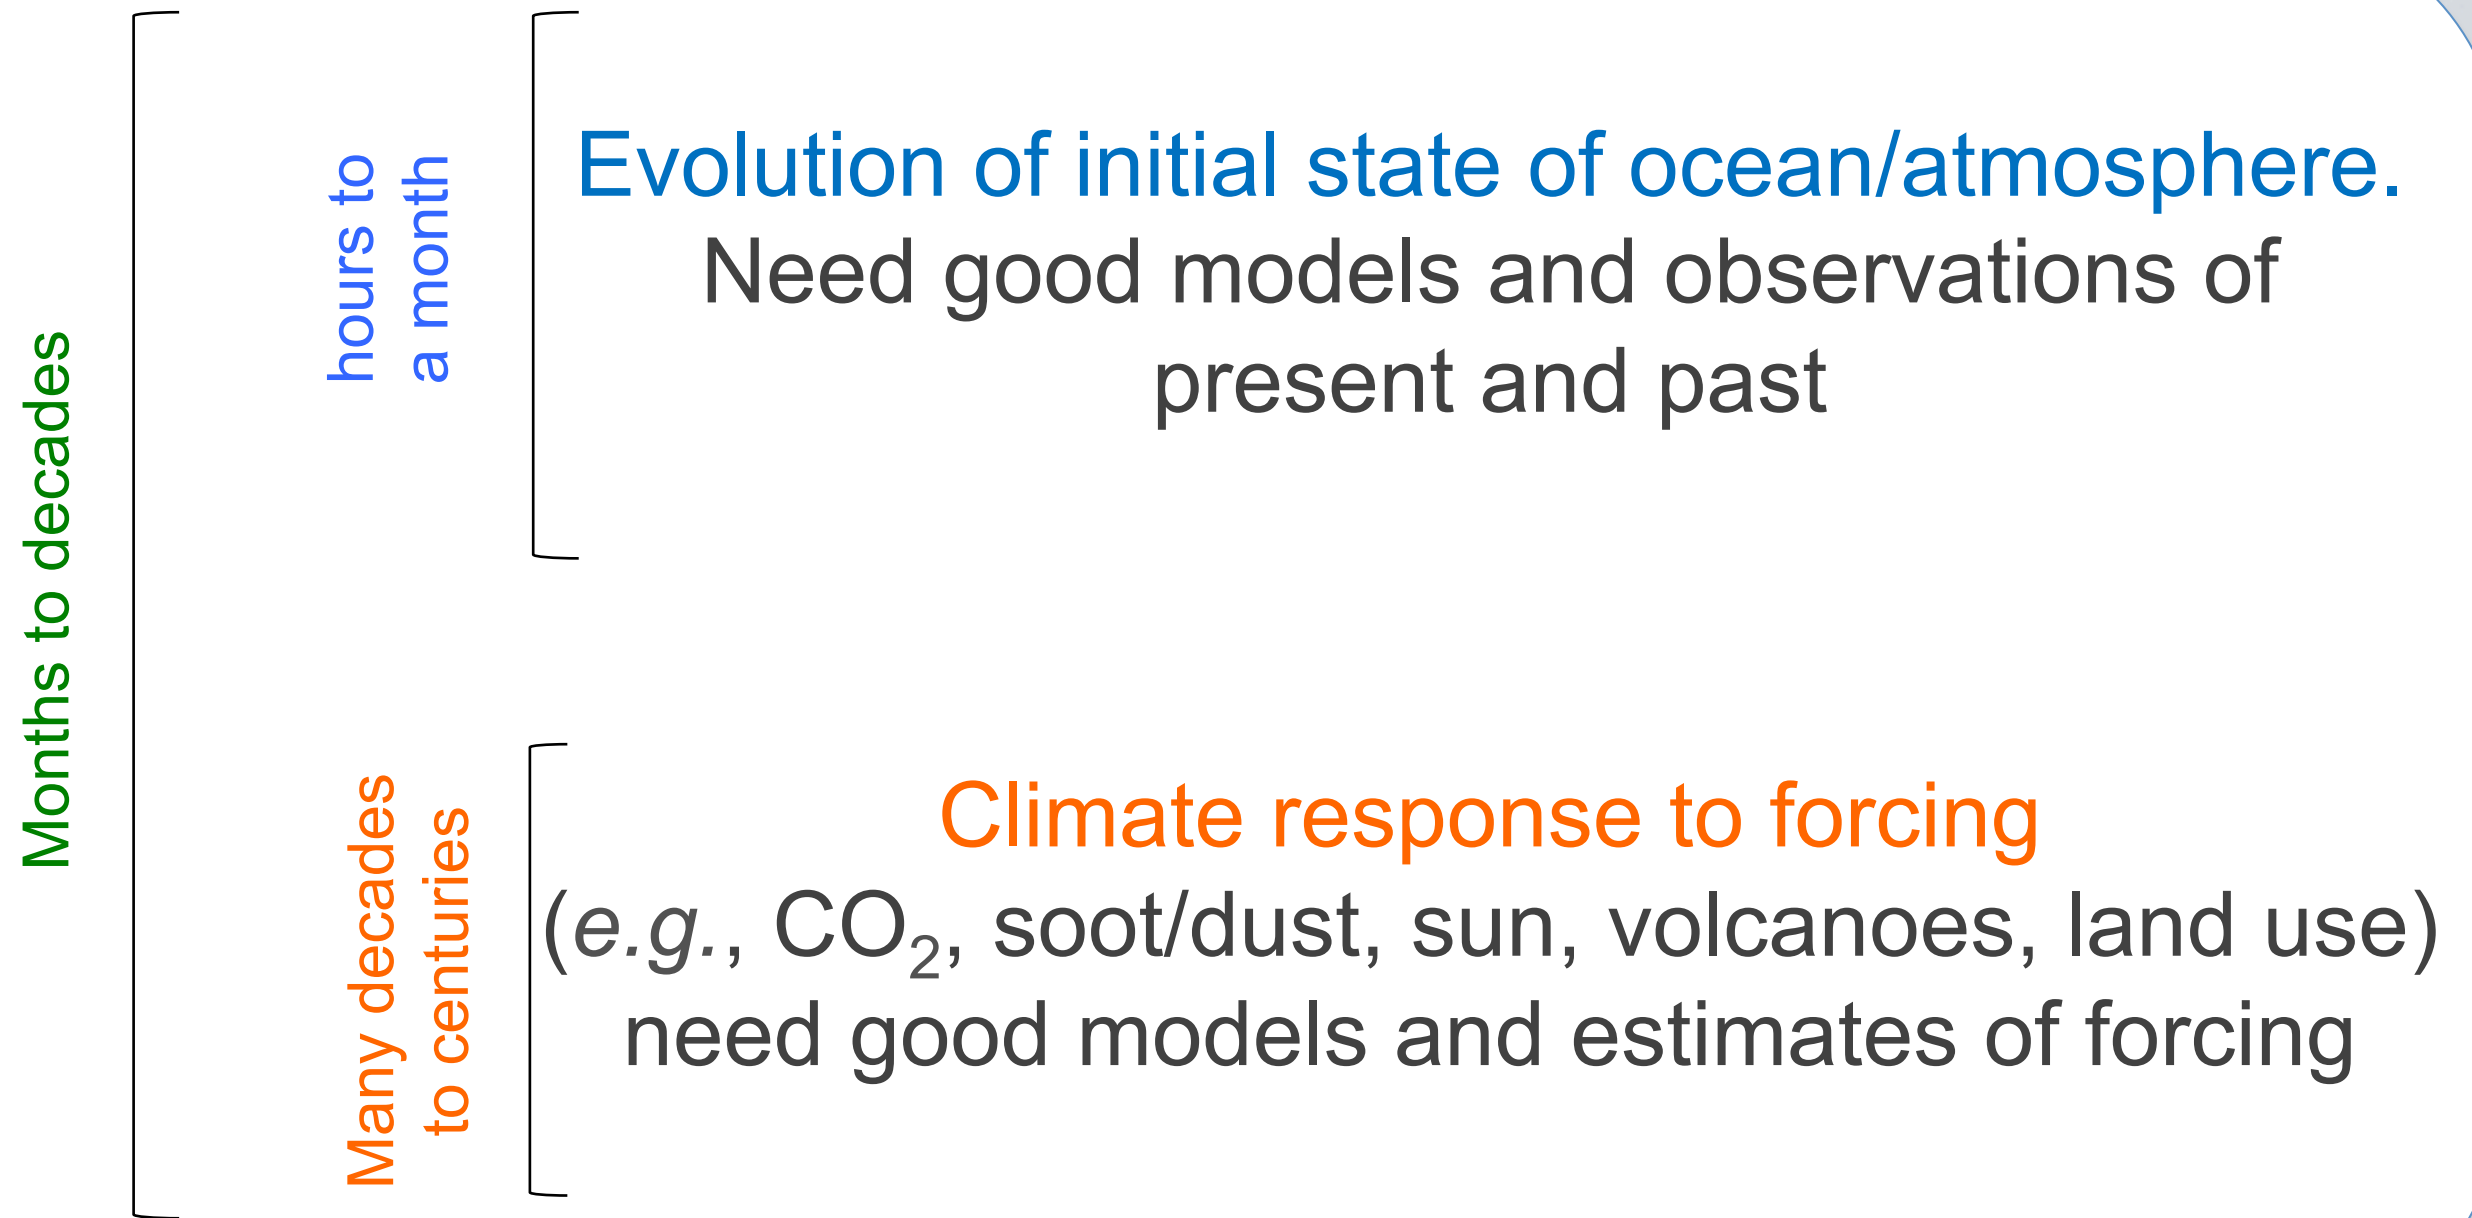 Months to decades
hours to
a month
Evolution of initial state of ocean/atmosphere.
Need good models and observations of
present and past
Many decades
to centuries
Climate response to forcing
(e.g., CO₂, soot/dust, sun, volcanoes, land use)
need good models and estimates of forcing